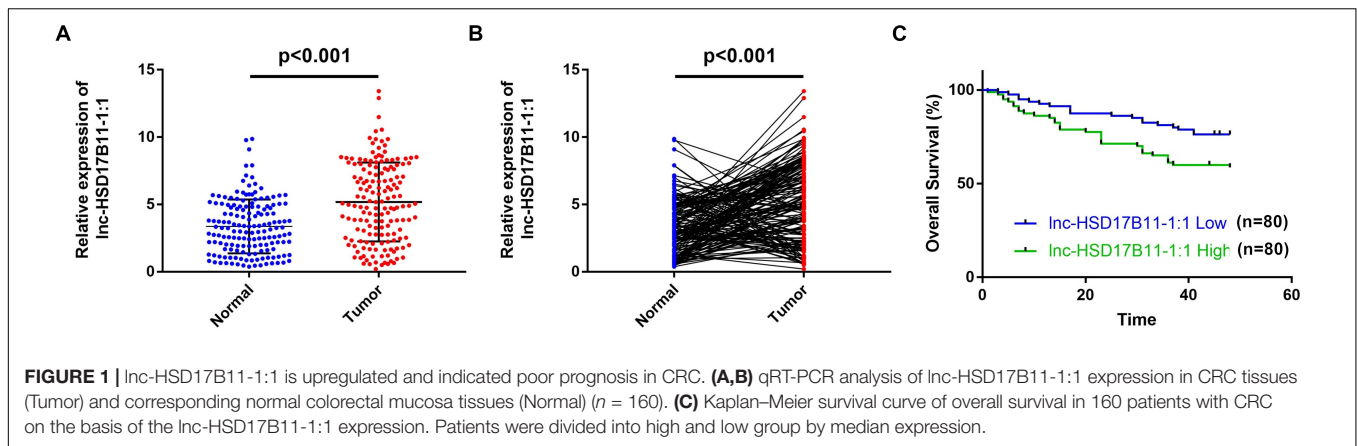 A
p<0.001
Relative expression of
lnc-HSD17B11-1:1
15
10
5
0
Normal
Tumor
B
p<0.001
Relative expression of
lnc-HSD17B11-1:1
15
10
5
0
Normal
Tumor
C
Overall Survival (%)
100
50
0
0
20
40
60
Time
lnc-HSD17B11-1:1 Low (n=80)
lnc-HSD17B11-1:1 High (n=80)
FIGURE 1 | lnc-HSD17B11-1:1 is upregulated and indicated poor prognosis in CRC. (A,B) qRT-PCR analysis of lnc-HSD17B11-1:1 expression in CRC tissues
(Tumor) and corresponding normal colorectal mucosa tissues (Normal) (n = 160). (C) Kaplan–Meier survival curve of overall survival in 160 patients with CRC
on the basis of the lnc-HSD17B11-1:1 expression. Patients were divided into high and low group by median expression.